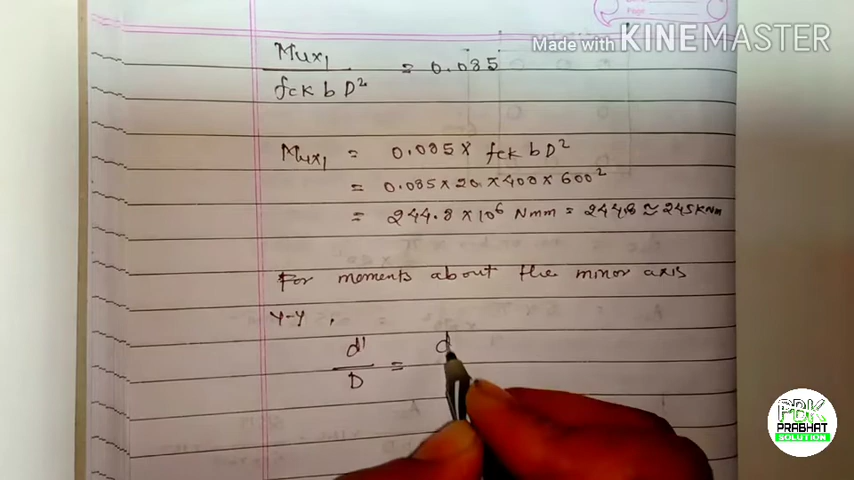 Made with KINEMASTER
Mux1 / fck b D² = 0.085
Mux1 = 0.085 × fck b D²
= 0.085 × 20 × 400 × 600²
= 244.8 × 10⁶ Nmm = 244.8 ≈ 245 kNm
For moments about the minor axis
y-y,
d' / D = d
PBK
PRABHAT
SOLUTION